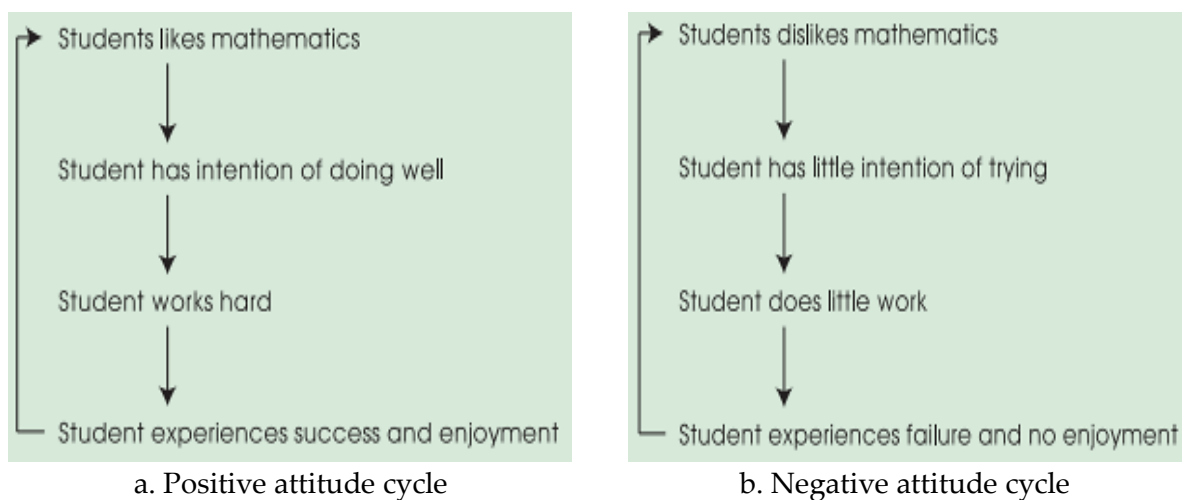 Students likes mathematics
Student has intention of doing well
Student works hard
Student experiences success and enjoyment
a. Positive attitude cycle
Students dislikes mathematics
Student has little intention of trying
Student does little work
Student experiences failure and no enjoyment
b. Negative attitude cycle